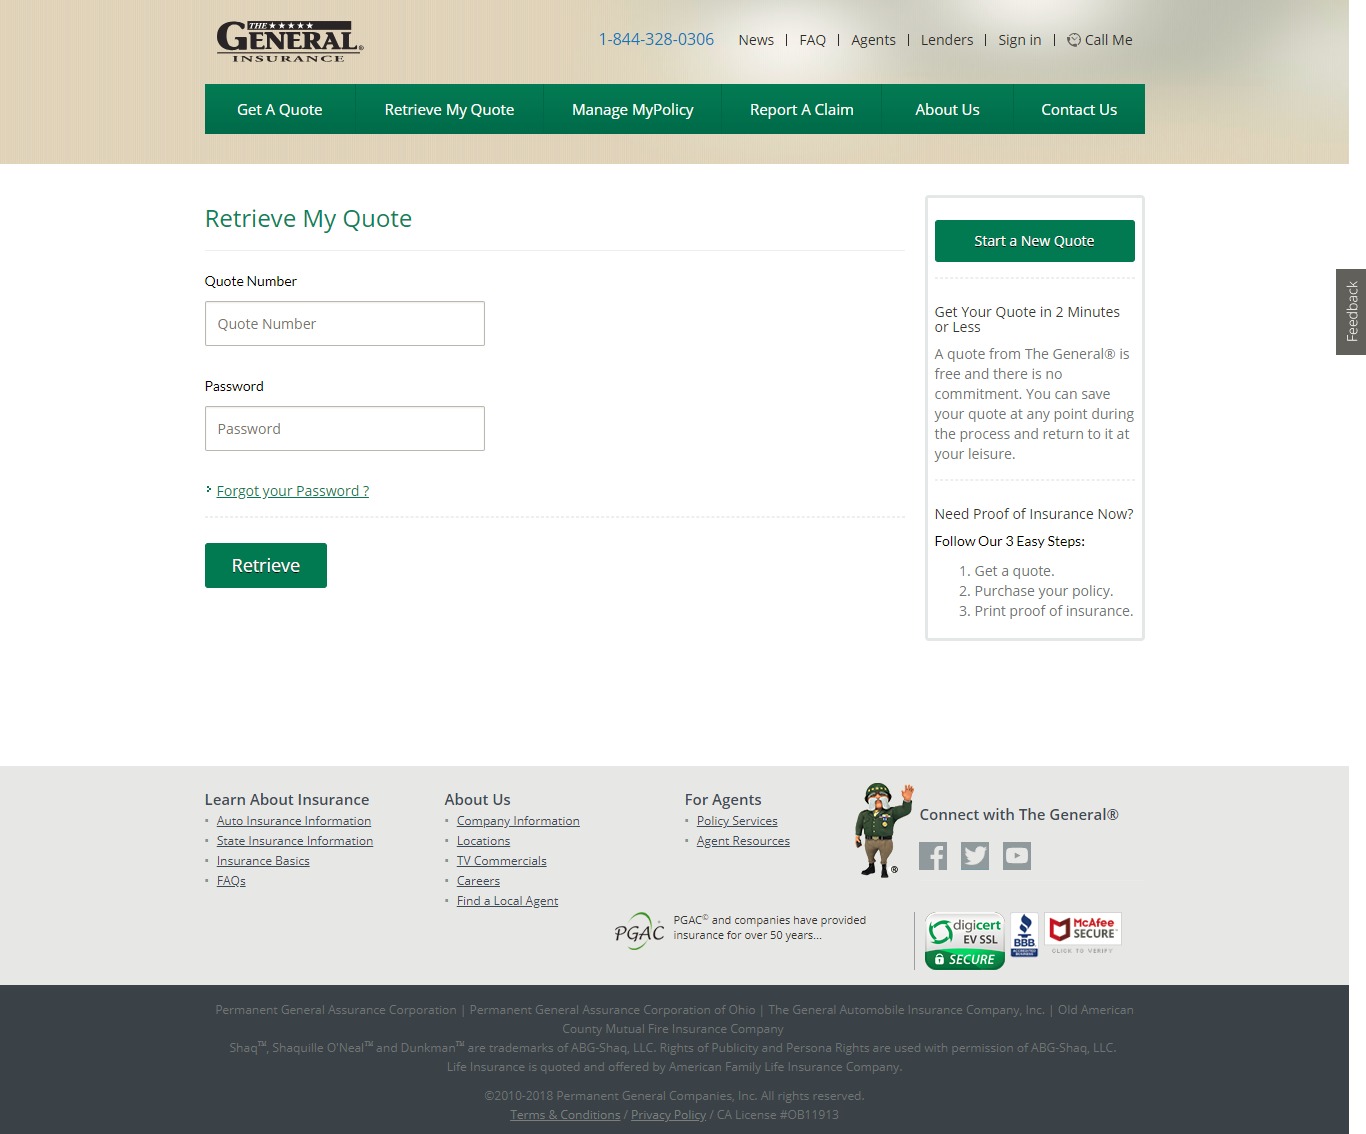 THE
GENERAL®
INSURANCE
1-844-328-0306
News | FAQ | Agents | Lenders | Sign in | Call Me
Get A Quote
Retrieve My Quote
Manage MyPolicy
Report A Claim
About Us
Contact Us
Retrieve My Quote
Quote Number
Quote Number
Password
Password
Forgot your Password ?
Retrieve
Start a New Quote
Get Your Quote in 2 Minutes
or Less
A quote from The General® is
free and there is no
commitment. You can save
your quote at any point during
the process and return to it at
your leisure.
Need Proof of Insurance Now?
Follow Our 3 Easy Steps:
1. Get a quote.
2. Purchase your policy.
3. Print proof of insurance.
Feedback
Learn About Insurance
Auto Insurance Information
State Insurance Information
Insurance Basics
FAQs
About Us
Company Information
Locations
TV Commercials
Careers
Find a Local Agent
For Agents
Policy Services
Agent Resources
®
Connect with The General®
PGAC
PGAC© and companies have provided
insurance for over 50 years...
digicert
EV SSL
SECURE
BBB
ACCREDITED
BUSINESS
McAfee
SECURE™
CLICK TO VERIFY
Permanent General Assurance Corporation | Permanent General Assurance Corporation of Ohio | The General Automobile Insurance Company, Inc. | Old American
County Mutual Fire Insurance Company
Shaq™, Shaquille O'Neal™ and Dunkman™ are trademarks of ABG-Shaq, LLC. Rights of Publicity and Persona Rights are used with permission of ABG-Shaq, LLC.
Life Insurance is quoted and offered by American Family Life Insurance Company.
©2010-2018 Permanent General Companies, Inc. All rights reserved.
Terms & Conditions / Privacy Policy / CA License #OB11913